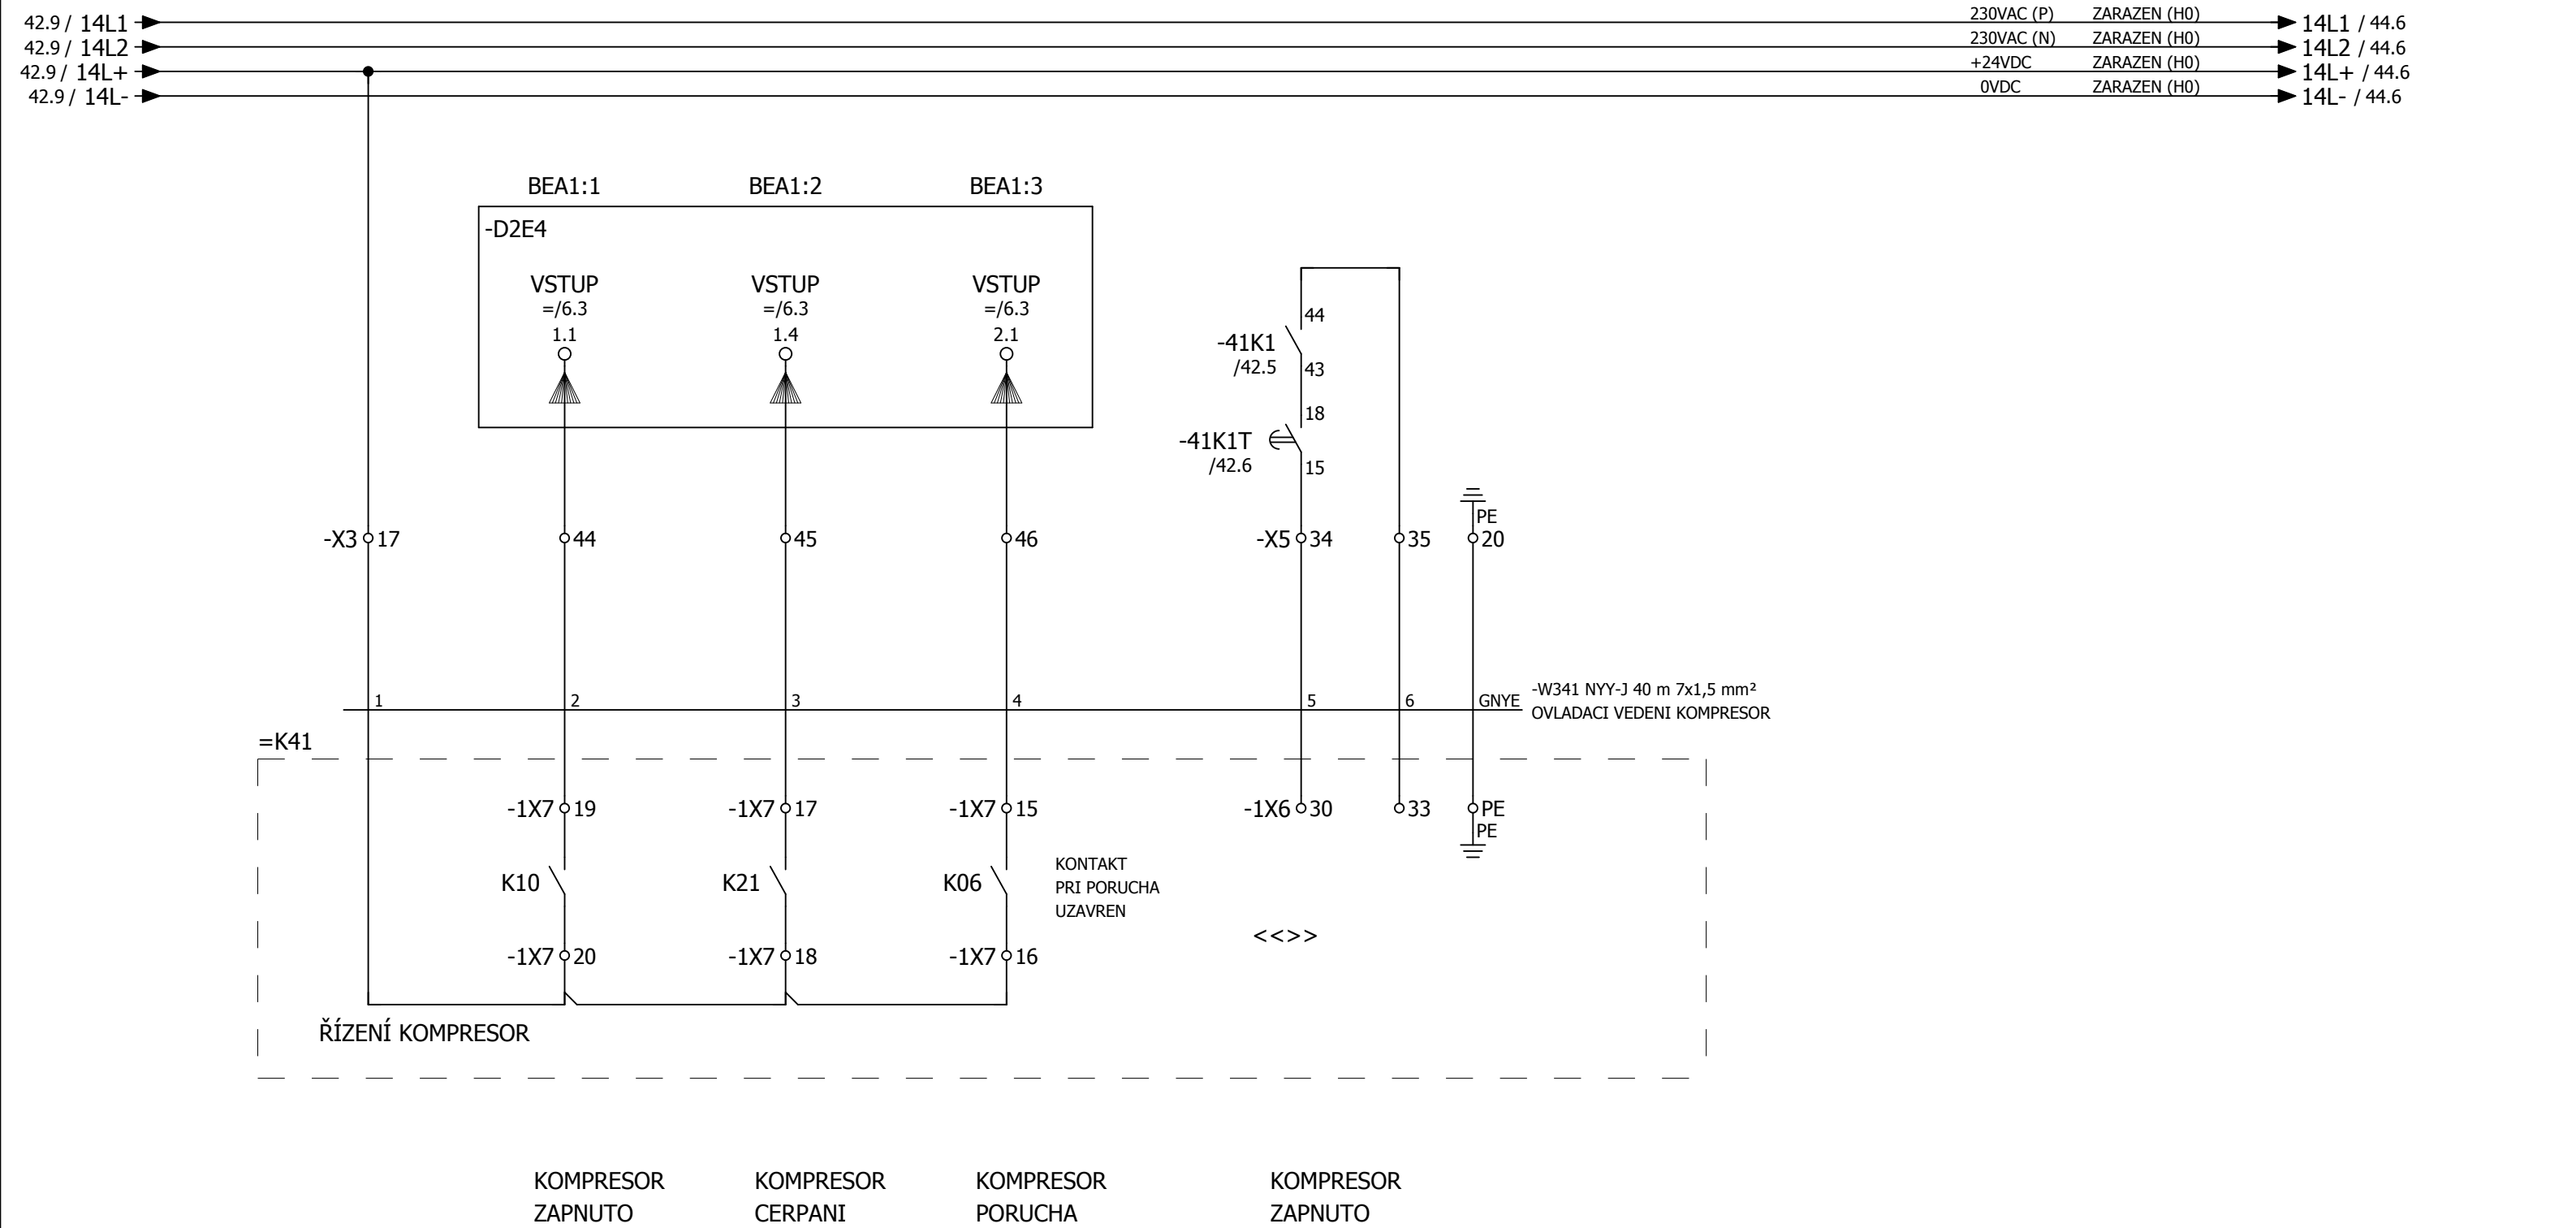 42.9 / 14L1
230VAC (P) ZARAZEN (H0)
14L1 / 44.6
42.9 / 14L2
230VAC (N) ZARAZEN (H0)
14L2 / 44.6
42.9 / 14L+
+24VDC ZARAZEN (H0)
14L+ / 44.6
42.9 / 14L-
0VDC ZARAZEN (H0)
14L- / 44.6
BEA1:1 BEA1:2 BEA1:3
-D2E4
VSTUP VSTUP VSTUP
=/6.3 =/6.3 =/6.3
1.1 1.4 2.1
44
-41K1
/42.5
43
18
-41K1T
/42.6
15
PE
-X3 17 44 45 46 -X5 34 35 20
1 2 3 4 5 6 GNYE
-W341 NYY-J 40 m 7x1,5 mm²
OVLADACI VEDENI KOMPRESOR
=K41
-1X7 19 -1X7 17 -1X7 15 -1X6 30 33 PE
PE
K10 K21 K06
KONTAKT
PRI PORUCHA
UZAVREN
<<>>
-1X7 20 -1X7 18 -1X7 16
ŘÍZENÍ KOMPRESOR
KOMPRESOR KOMPRESOR KOMPRESOR KOMPRESOR
ZAPNUTO CERPANI PORUCHA ZAPNUTO